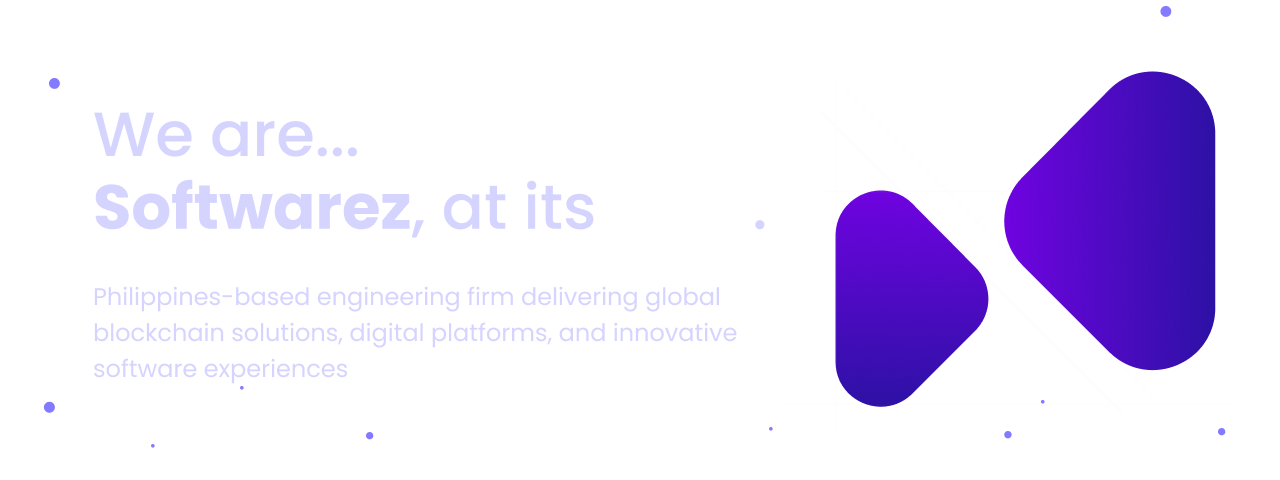 We are...
Softwarez, at its
Philippines-based engineering firm delivering global
blockchain solutions, digital platforms, and innovative
software experiences